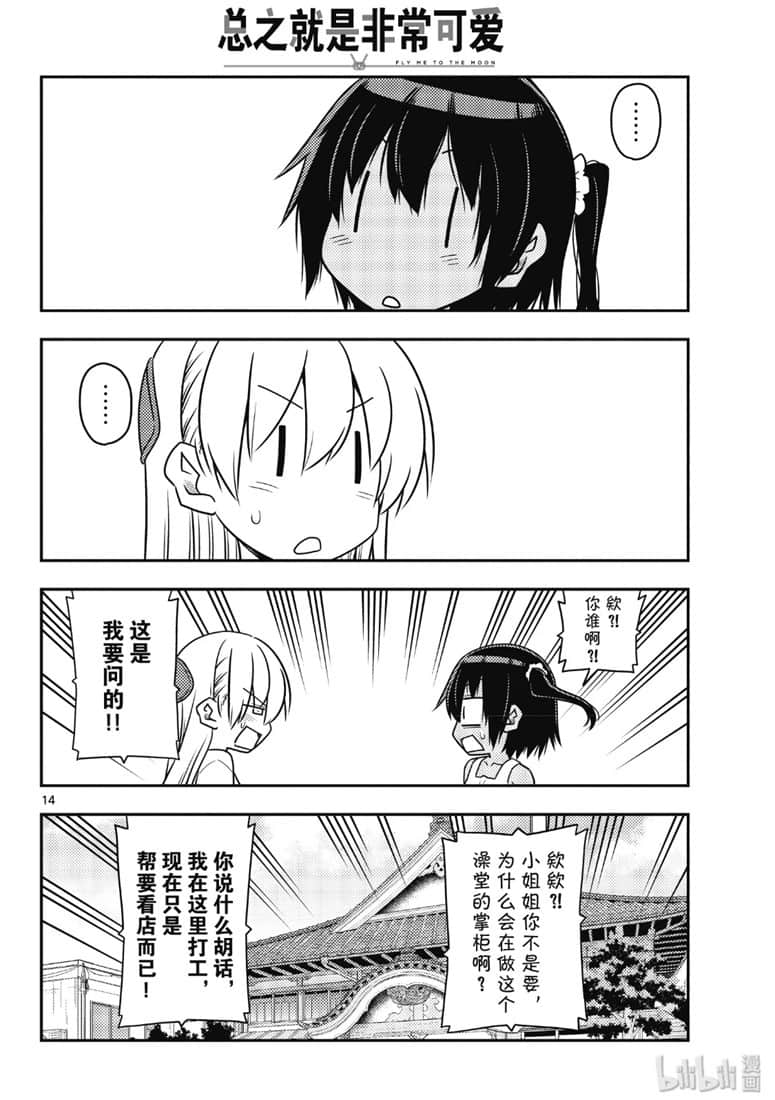 总之就是非常可爱
FLY ME TO THE MOON
……
……
欸?!
你谁啊?!
这是
我要问的!!
14
欸欸?!
小姐姐你不是要,
为什么会在做这个
澡堂的掌柜啊?
你说什么胡话,
我在这里打工,
现在只是
帮要看店而已!
bilibili漫画